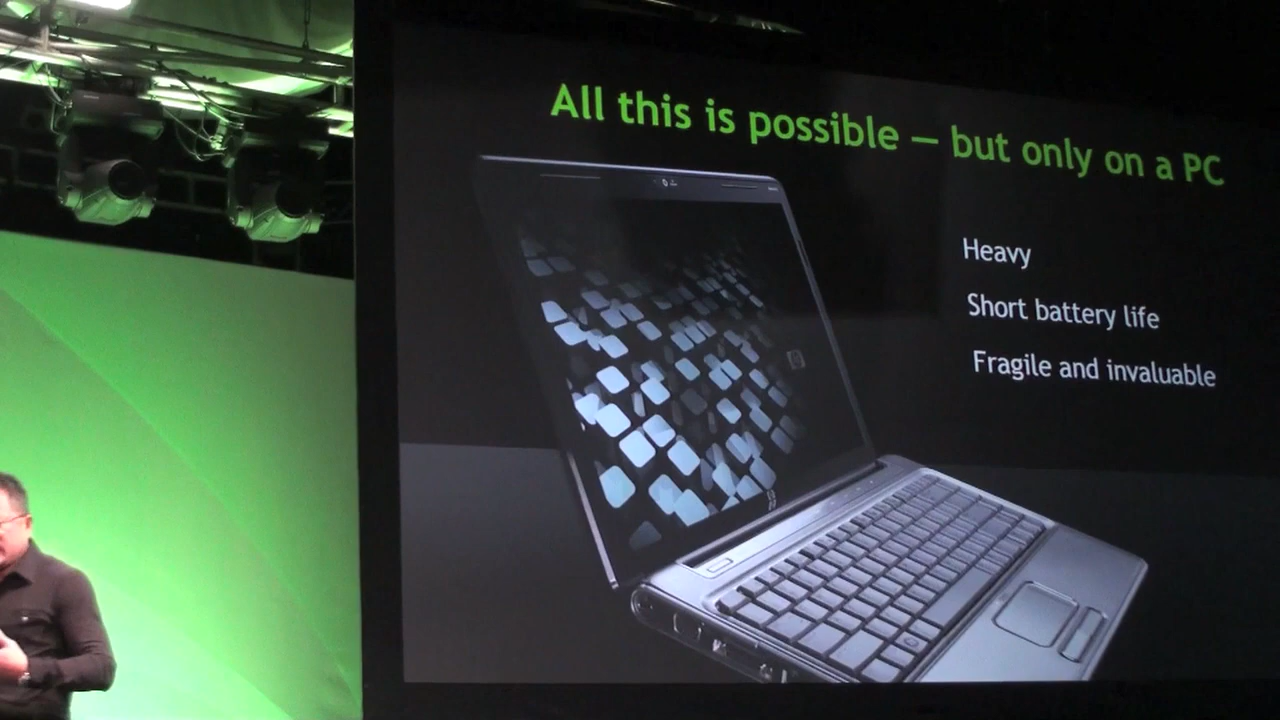 All this is possible — but only on a PC
Heavy
Short battery life
Fragile and invaluable